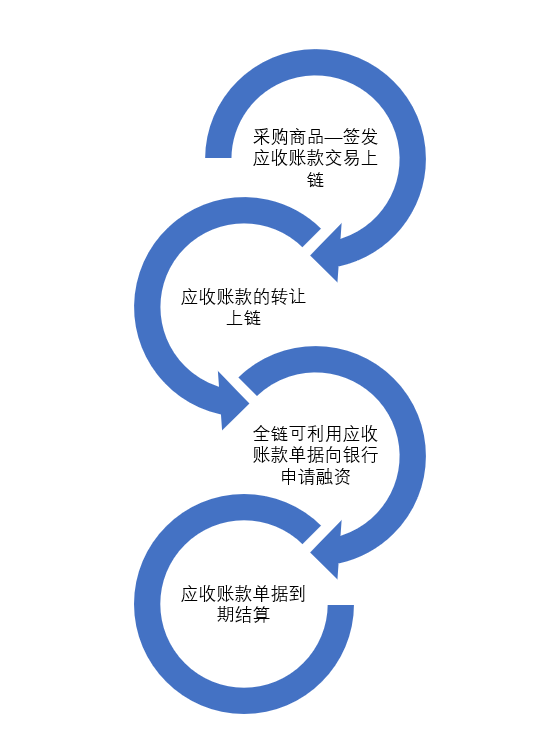 采购商品—签发
应收账款交易上
链
应收账款的转让
上链
全链可利用应收
账款单据向银行
申请融资
应收账款单据到
期结算